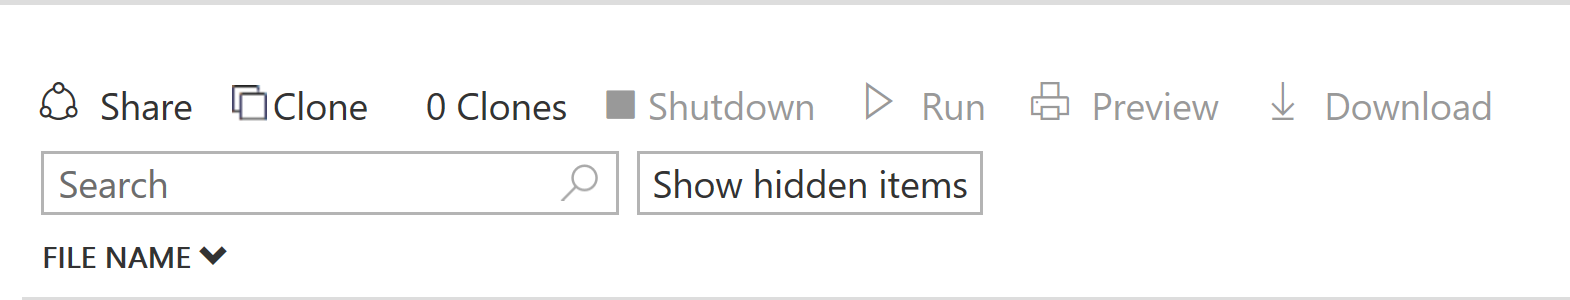 Share Clone 0 Clones Shutdown Run Preview Download
Search Show hidden items
FILE NAME